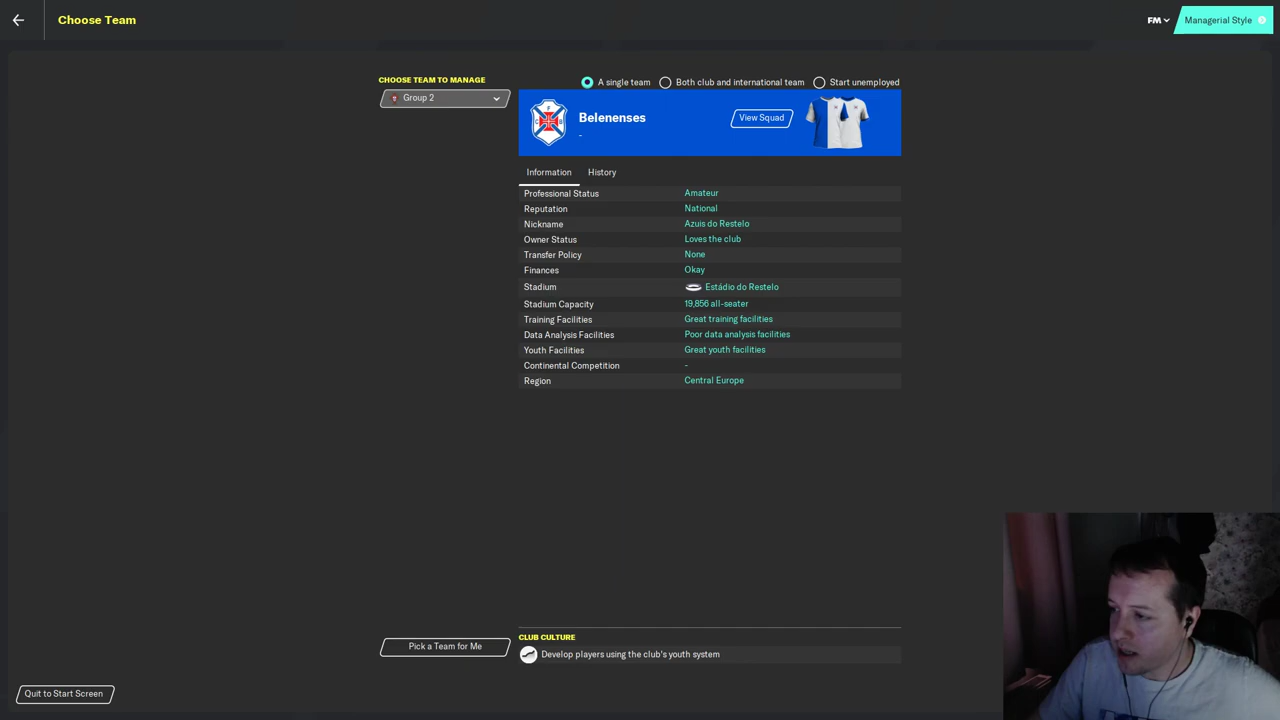 Choose Team
FM
Managerial Style
CHOOSE TEAM TO MANAGE
A single team
Both club and international team
Start unemployed
Group 2
Belenenses
-
View Squad
Information
History
Professional Status Amateur
Reputation National
Nickname Azuis do Restelo
Owner Status Loves the club
Transfer Policy None
Finances Okay
Stadium Estádio do Restelo
Stadium Capacity 19,856 all-seater
Training Facilities Great training facilities
Data Analysis Facilities Poor data analysis facilities
Youth Facilities Great youth facilities
Continental Competition -
Region Central Europe
CLUB CULTURE
Develop players using the club's youth system
Pick a Team for Me
Quit to Start Screen